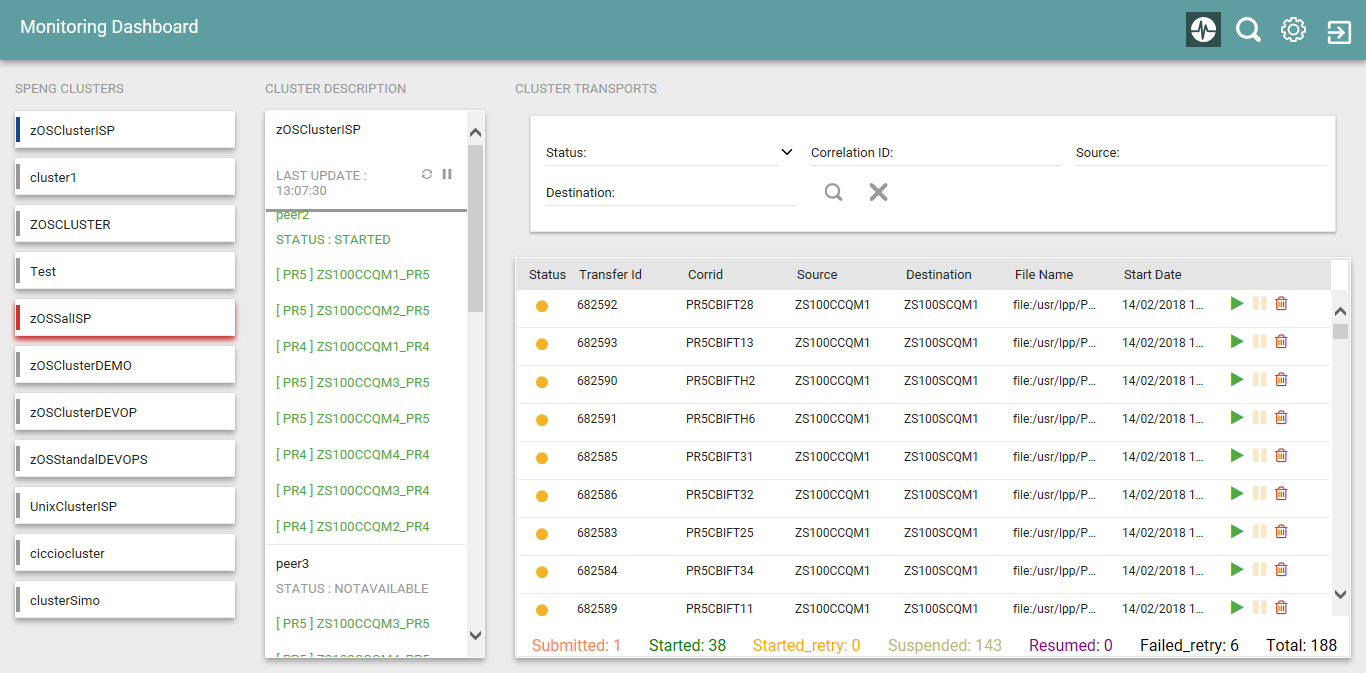 Monitoring Dashboard
SPENG CLUSTERS
zOSClusterISP
cluster1
ZOSCLUSTER
Test
zOSSalISP
zOSClusterDEMO
zOSClusterDEVOP
zOSStandalDEVOPS
UnixClusterISP
cicciocluster
clusterSimo
CLUSTER DESCRIPTION
zOSClusterISP
LAST UPDATE :
13:07:30
peer2
STATUS : STARTED
[ PR5 ] ZS100CCQM1_PR5
[ PR5 ] ZS100CCQM2_PR5
[ PR4 ] ZS100CCQM1_PR4
[ PR5 ] ZS100CCQM3_PR5
[ PR5 ] ZS100CCQM4_PR5
[ PR4 ] ZS100CCQM4_PR4
[ PR4 ] ZS100CCQM3_PR4
[ PR4 ] ZS100CCQM2_PR4
peer3
STATUS : NOTAVAILABLE
[ PR5 ] ZS100CCQM3_PR5
CLUSTER TRANSPORTS
Status: Correlation ID: Source:
Destination:
Status Transfer Id Corrid Source Destination File Name Start Date
682592 PR5CBIFT28 ZS100CCQM1 ZS100SCQM1 file:/usr/lpp/P... 14/02/2018 1...
682593 PR5CBIFT13 ZS100CCQM1 ZS100SCQM1 file:/usr/lpp/P... 14/02/2018 1...
682590 PR5CBIFTH2 ZS100CCQM1 ZS100SCQM1 file:/usr/lpp/P... 14/02/2018 1...
682591 PR5CBIFTH6 ZS100CCQM1 ZS100SCQM1 file:/usr/lpp/P... 14/02/2018 1...
682585 PR5CBIFT31 ZS100CCQM1 ZS100SCQM1 file:/usr/lpp/P... 14/02/2018 1...
682586 PR5CBIFT32 ZS100CCQM1 ZS100SCQM1 file:/usr/lpp/P... 14/02/2018 1...
682583 PR5CBIFT25 ZS100CCQM1 ZS100SCQM1 file:/usr/lpp/P... 14/02/2018 1...
682584 PR5CBIFT34 ZS100CCQM1 ZS100SCQM1 file:/usr/lpp/P... 14/02/2018 1...
682589 PR5CBIFT11 ZS100CCQM1 ZS100SCQM1 file:/usr/lpp/P... 14/02/2018 1...
Submitted: 1 Started: 38 Started_retry: 0 Suspended: 143 Resumed: 0 Failed_retry: 6 Total: 188